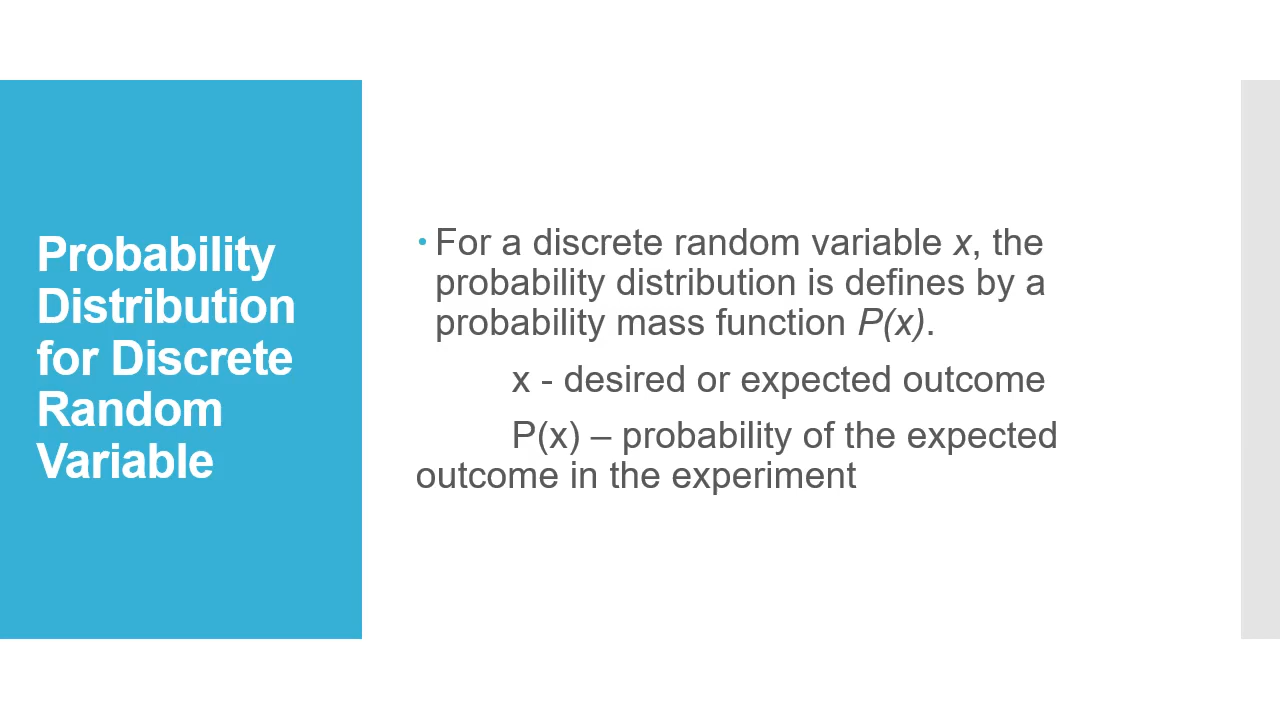 Probability
Distribution
for Discrete
Random
Variable
• For a discrete random variable x, the
probability distribution is defines by a
probability mass function P(x).
x - desired or expected outcome
P(x) – probability of the expected
outcome in the experiment